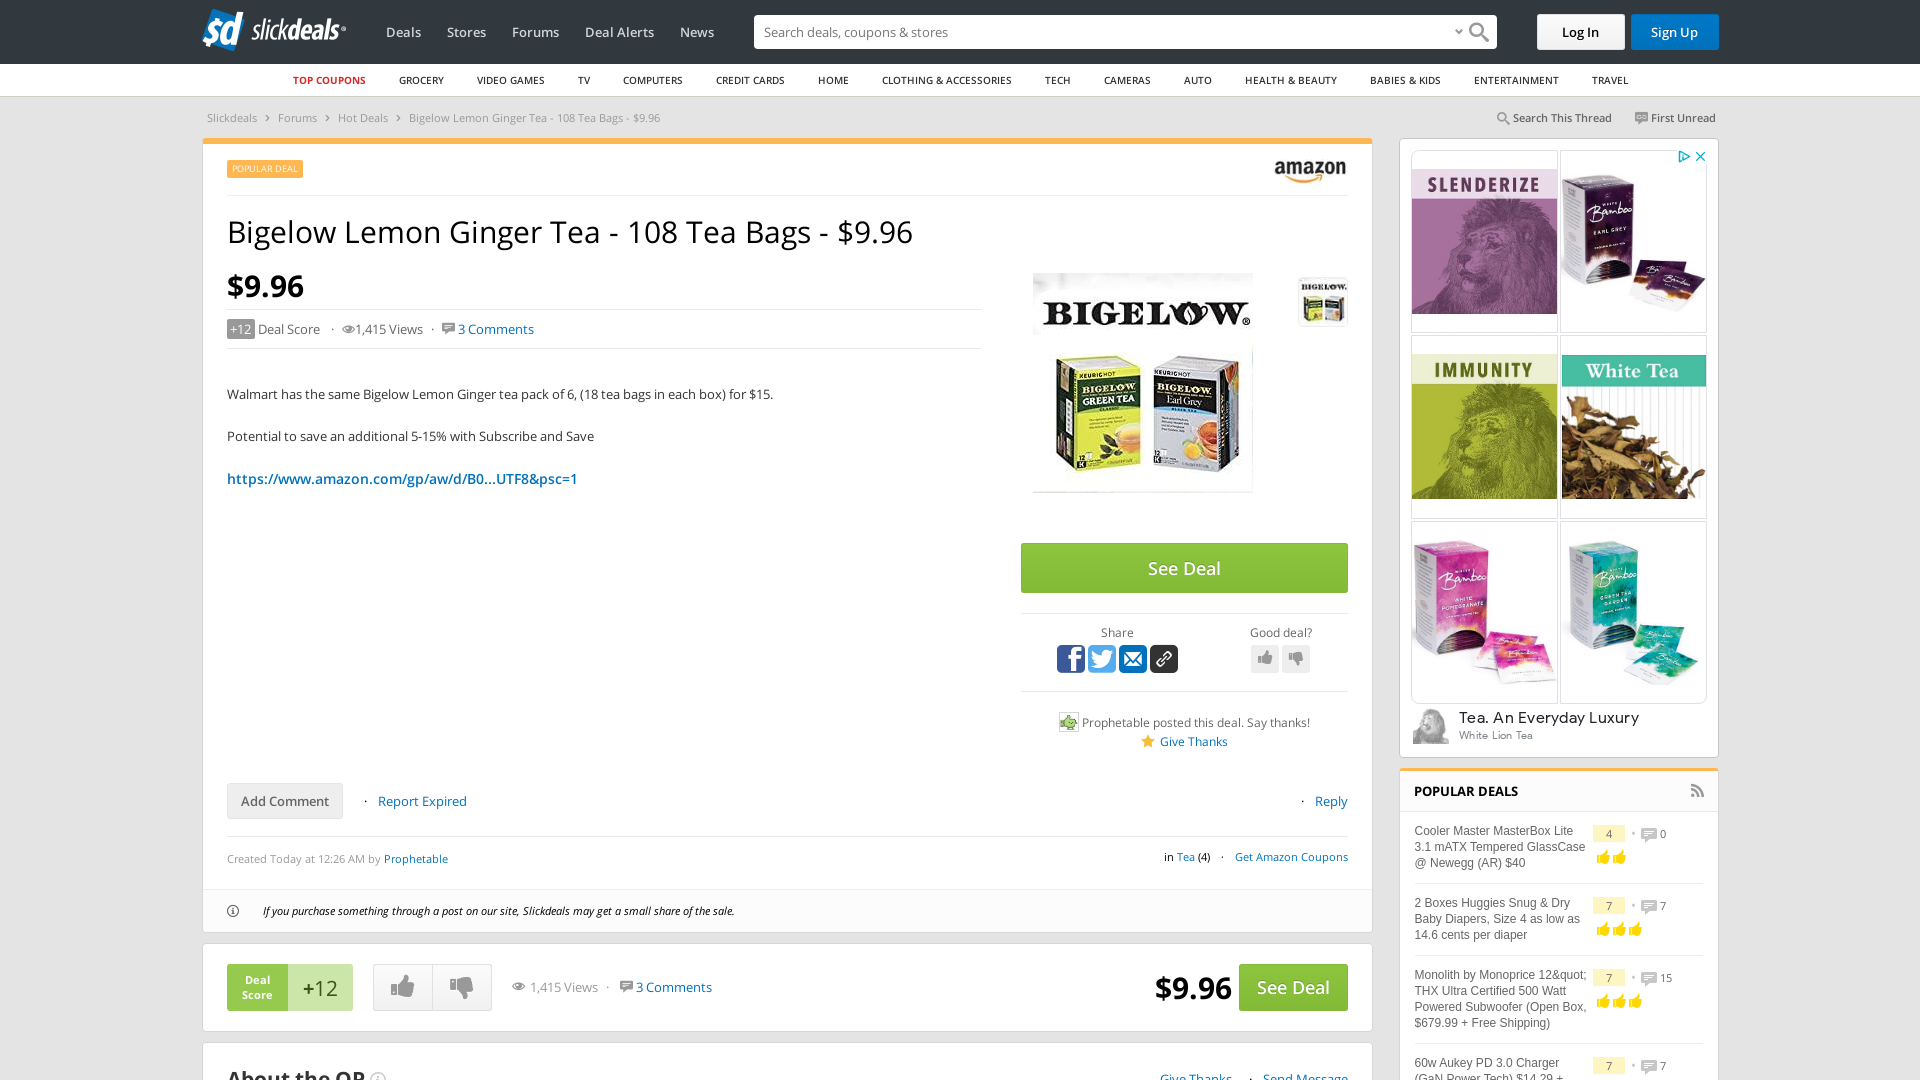 slickdeals
Deals
Stores
Forums
Deal Alerts
News
Search deals, coupons & stores
Log In
Sign Up
TOP COUPONS
GROCERY
VIDEO GAMES
TV
COMPUTERS
CREDIT CARDS
HOME
CLOTHING & ACCESSORIES
TECH
CAMERAS
AUTO
HEALTH & BEAUTY
BABIES & KIDS
ENTERTAINMENT
TRAVEL
Slickdeals › Forums › Hot Deals › Bigelow Lemon Ginger Tea - 108 Tea Bags - $9.96
Search This Thread
First Unread
POPULAR DEAL
amazon
Bigelow Lemon Ginger Tea - 108 Tea Bags - $9.96
$9.96
+12 Deal Score · 1,415 Views · 3 Comments
Walmart has the same Bigelow Lemon Ginger tea pack of 6, (18 tea bags in each box) for $15.
Potential to save an additional 5-15% with Subscribe and Save
https://www.amazon.com/gp/aw/d/B0...UTF8&psc=1
BIGELOW®
KEURIG HOT
BIGELOW
GREEN TEA
CLASSIC
KEURIG HOT
BIGELOW
Earl Grey
BLACK TEA
BIGELOW
See Deal
Share
Good deal?
Prophetable posted this deal. Say thanks!
Give Thanks
Add Comment
· Report Expired
· Reply
Created Today at 12:26 AM by Prophetable
in Tea (4) · Get Amazon Coupons
If you purchase something through a post on our site, Slickdeals may get a small share of the sale.
Deal
Score
+12
1,415 Views · 3 Comments
$9.96
See Deal
About the OP
Give Thanks · Send Message
SLENDERIZE
Bamboo
EARL GREY
IMMUNITY
White Tea
Bamboo
WHITE
POMEGRANATE
Bamboo
GREEN TEA
GARDEN
Tea. An Everyday Luxury
White Lion Tea
POPULAR DEALS
Cooler Master MasterBox Lite
3.1 mATX Tempered GlassCase
@ Newegg (AR) $40
4 • 0
2 Boxes Huggies Snug & Dry
Baby Diapers, Size 4 as low as
14.6 cents per diaper
7 • 7
Monolith by Monoprice 12&quot;
THX Ultra Certified 500 Watt
Powered Subwoofer (Open Box,
$679.99 + Free Shipping)
7 • 15
60w Aukey PD 3.0 Charger
(GaN Power Tech) $14.29 +
7 • 7